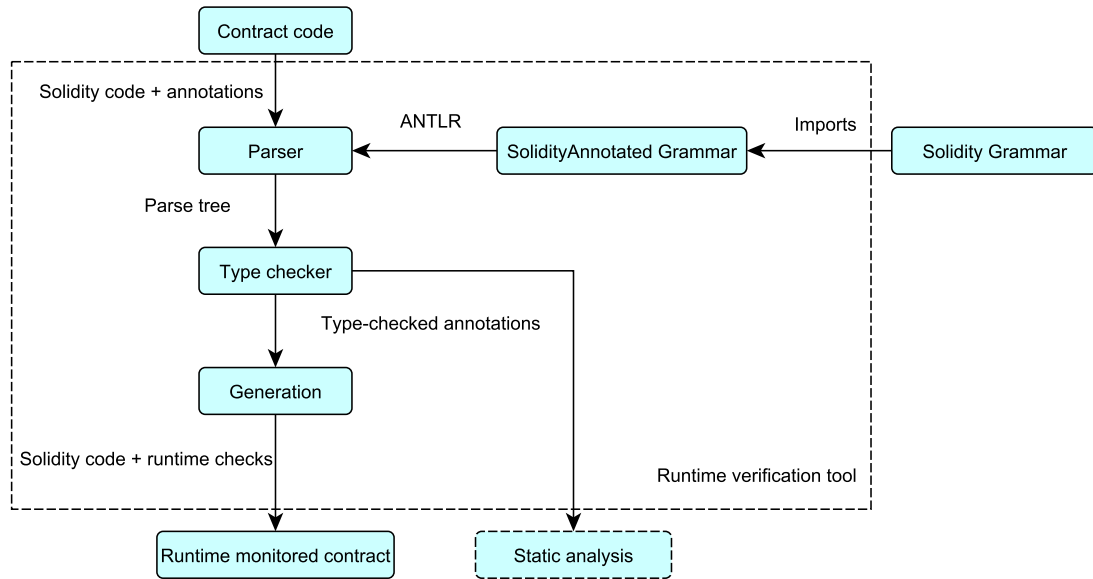 Contract code
Solidity code + annotations
ANTLR
Imports
Parser
SolidityAnnotated Grammar
Solidity Grammar
Parse tree
Type checker
Type-checked annotations
Generation
Solidity code + runtime checks
Runtime verification tool
Runtime monitored contract
Static analysis